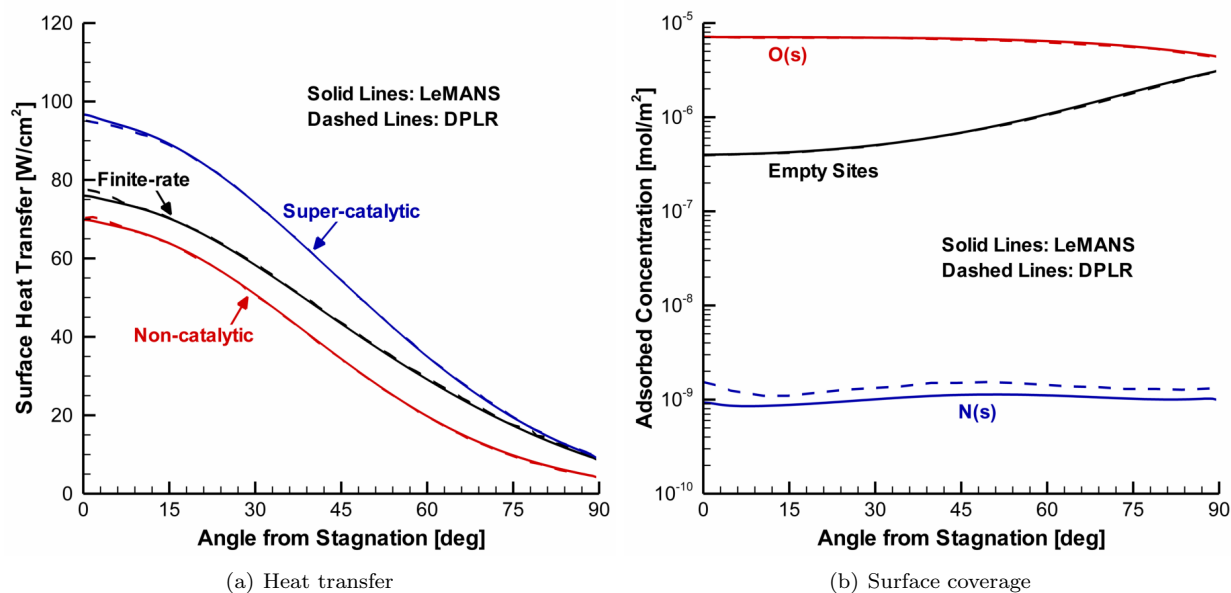 120
100
80
60
40
20
0
Surface Heat Transfer [W/cm²]
Solid Lines: LeMANS
Dashed Lines: DPLR
Finite-rate
Super-catalytic
Non-catalytic
0 15 30 45 60 75 90
Angle from Stagnation [deg]
(a) Heat transfer
10⁻⁵
10⁻⁶
10⁻⁷
10⁻⁸
10⁻⁹
10⁻¹⁰
Adsorbed Concentration [mol/m²]
O(s)
Empty Sites
Solid Lines: LeMANS
Dashed Lines: DPLR
N(s)
0 15 30 45 60 75 90
Angle from Stagnation [deg]
(b) Surface coverage